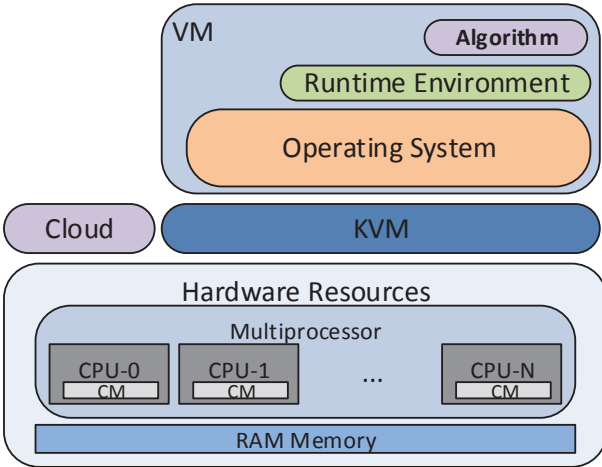 VM
Algorithm
Runtime Environment
Operating System
Cloud
KVM
Hardware Resources
Multiprocessor
CPU-0
CPU-1
...
CPU-N
CM
CM
CM
RAM Memory